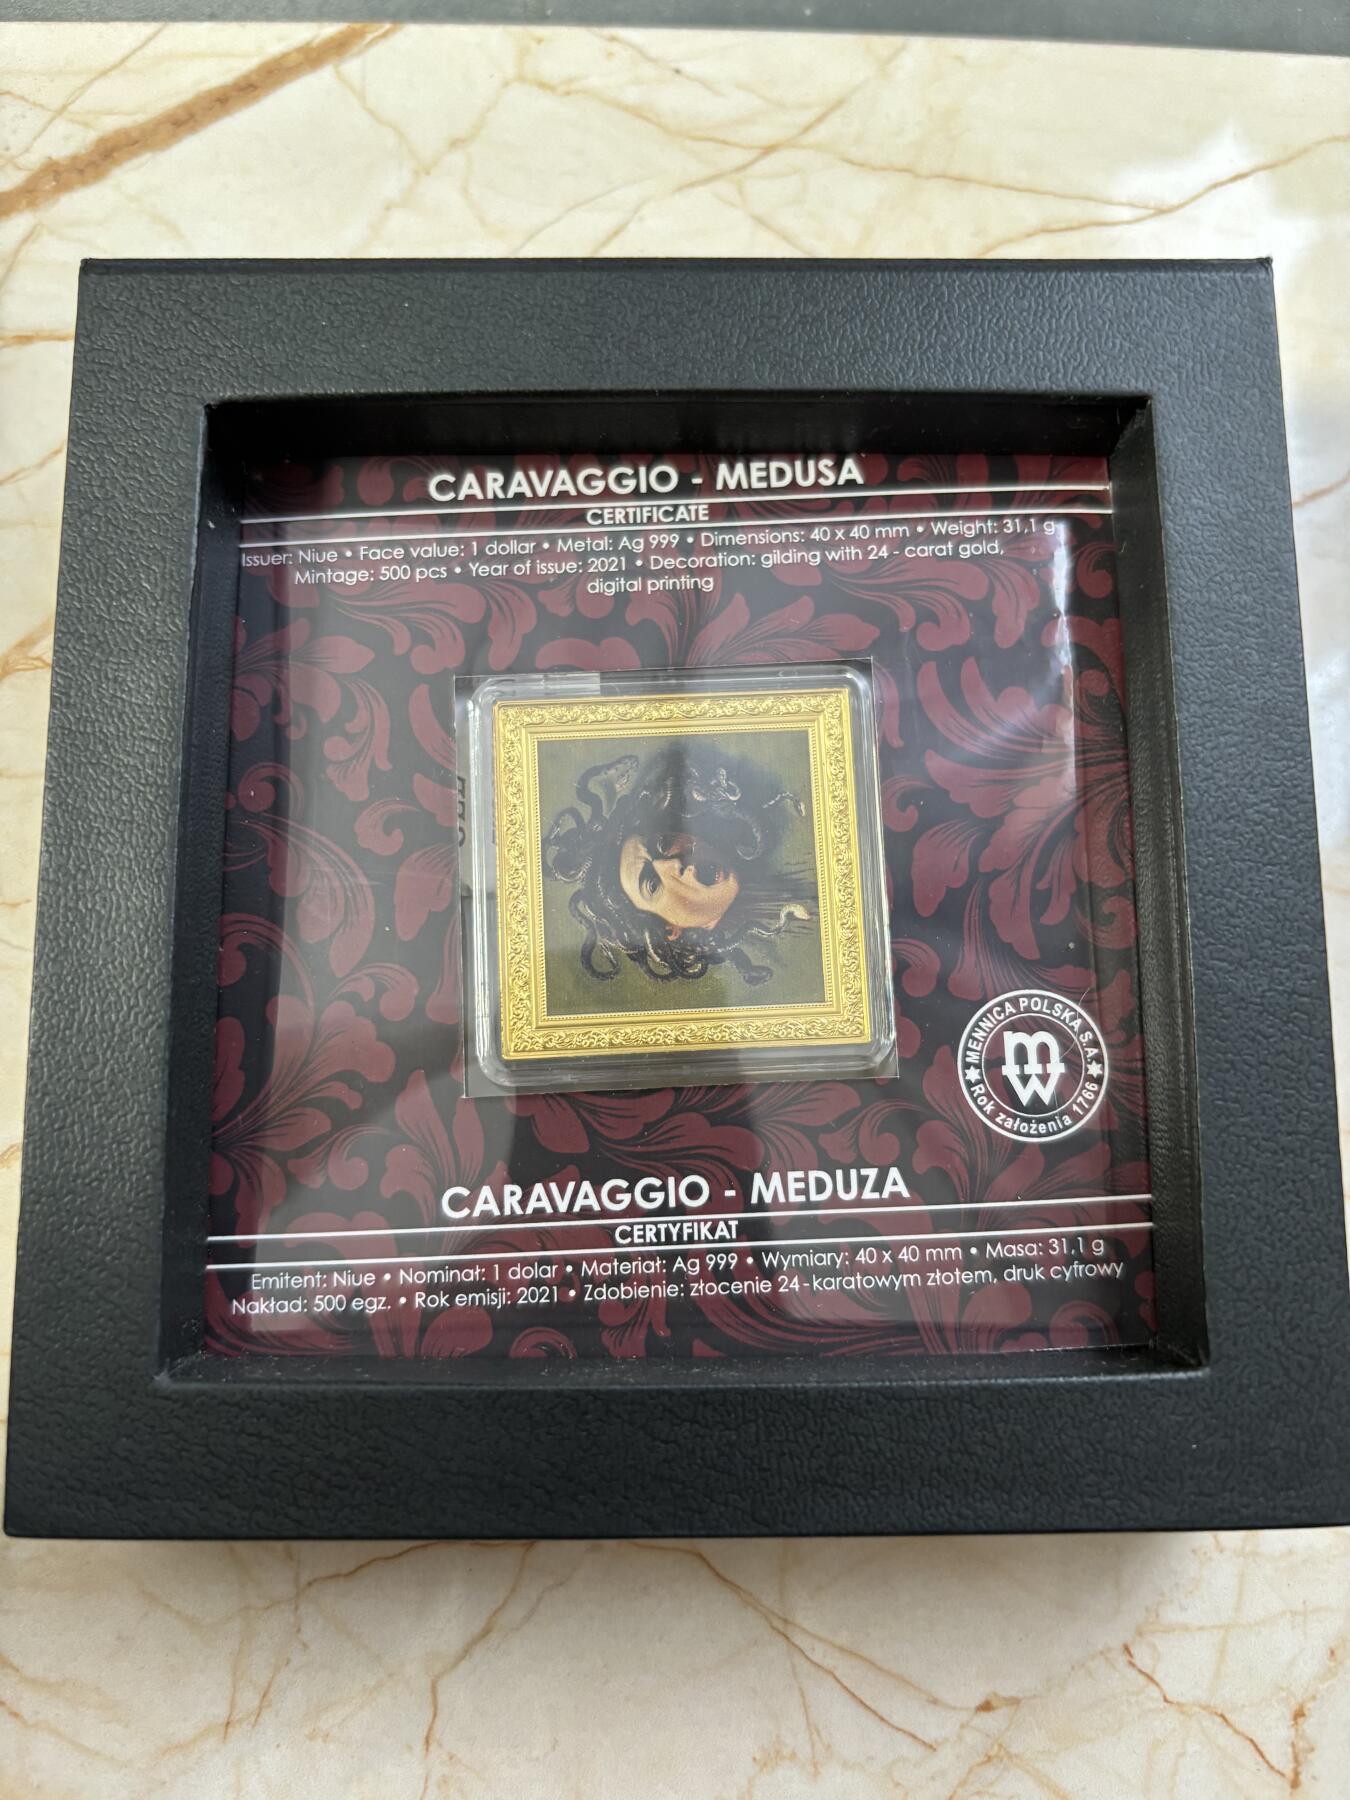 CARAVAGGIO - MEDUSA
CERTIFICATE
Issuer: Niue • Face value: 1 dollar • Metal: Ag 999 • Dimensions: 40 x 40 mm • Weight: 31,1 g
Mintage: 500 pcs • Year of issue: 2021 • Decoration: gilding with 24 - carat gold,
digital printing
MENNICA POLSKA S.A.
mw
Rok założenia 1766
CARAVAGGIO - MEDUZA
CERTYFIKAT
Emitent: Niue • Nominał: 1 dolar • Materiał: Ag 999 • Wymiary: 40 x 40 mm • Masa: 31,1 g
Nakład: 500 egz. • Rok emisji: 2021 • Zdobienie: złocenie 24-karatowym złotem, druk cyfrowy